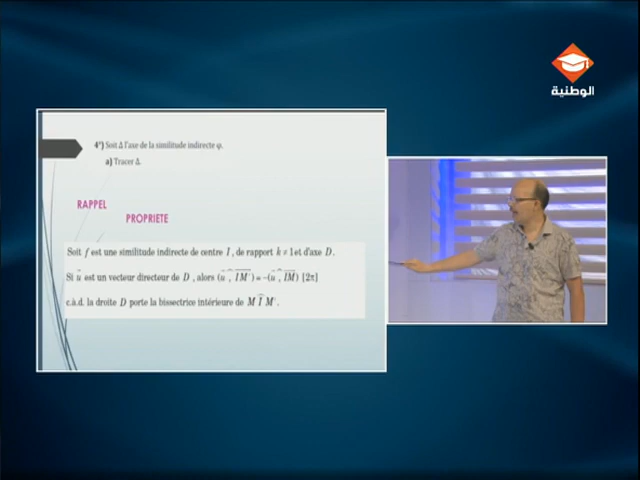 الوطنية
4°) Soit Δ l'axe de la similitude indirecte φ.
a) Tracer Δ.
RAPPEL
PROPRIETE
Soit f est une similitude indirecte de centre I, de rapport k ≠ 1 et d'axe D.
Si u⃗ est un vecteur directeur de D, alors (u⃗, IM'⃗) ≡ -(u⃗, IM⃗) [2π]
c.à.d. la droite D porte la bissectrice intérieure de M Î M'.